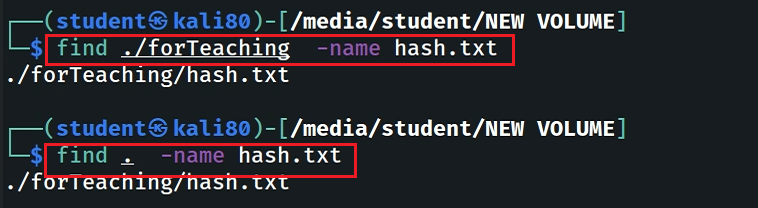 ┌──(student㉿kali80)-[/media/student/NEW VOLUME]
└─$ find ./forTeaching  -name hash.txt
./forTeaching/hash.txt
┌──(student㉿kali80)-[/media/student/NEW VOLUME]
└─$ find .  -name hash.txt
./forTeaching/hash.txt